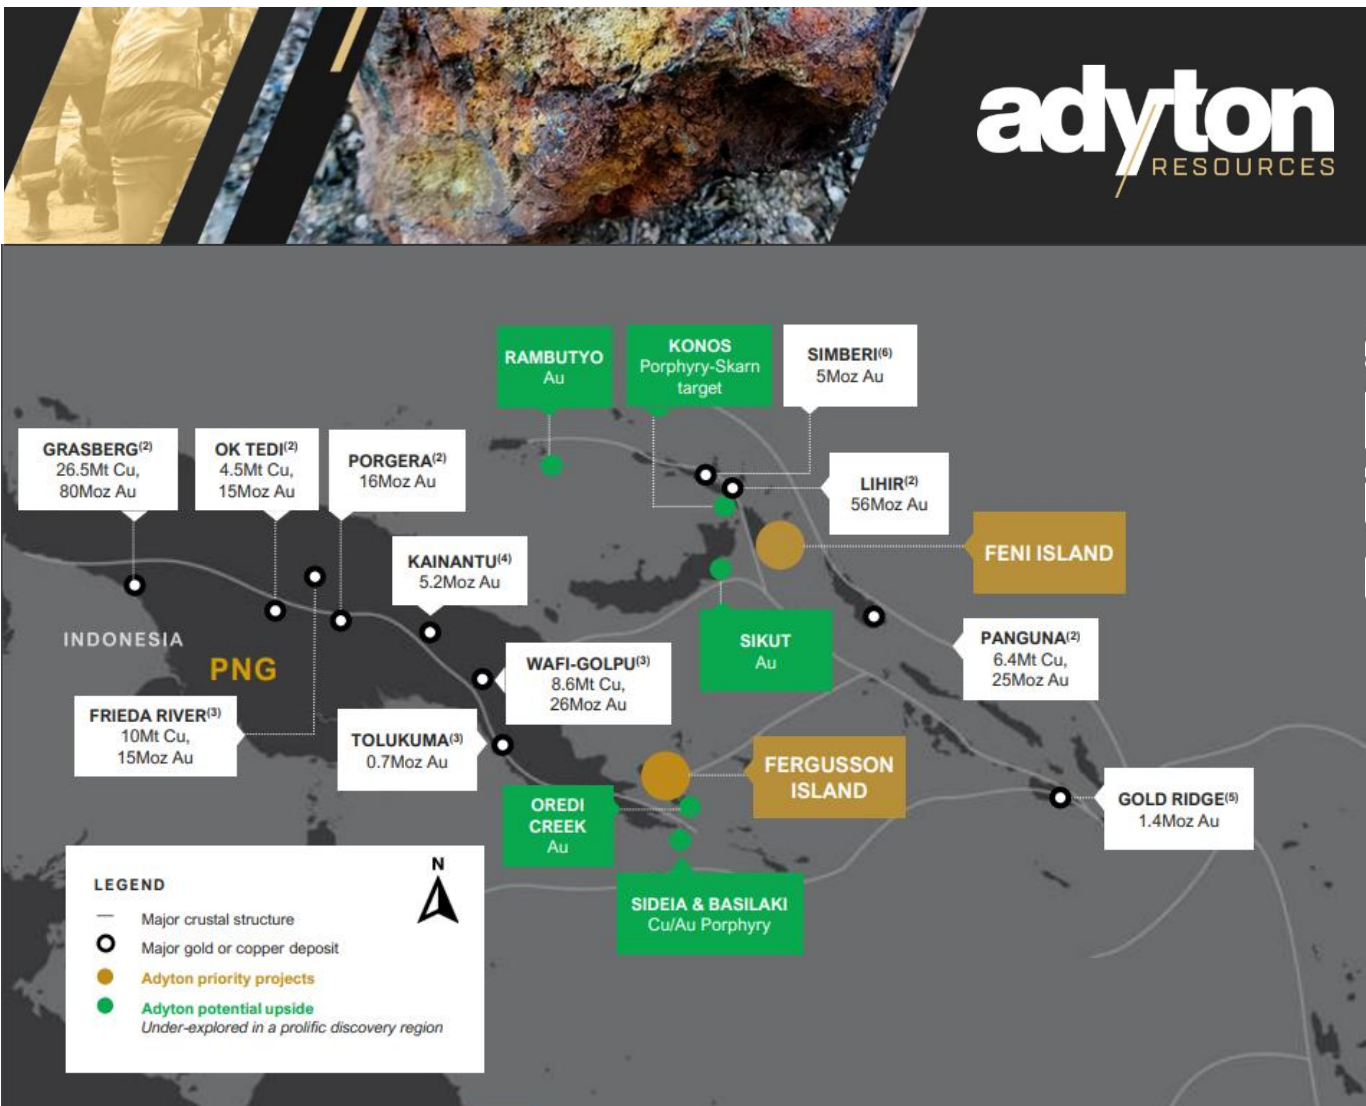 adyton
RESOURCES
RAMBUTYO
Au
KONOS
Porphyry-Skarn
target
SIMBERI(6)
5Moz Au
GRASBERG(2)
26.5Mt Cu,
80Moz Au
OK TEDI(2)
4.5Mt Cu,
15Moz Au
PORGERA(2)
16Moz Au
LIHIR(2)
56Moz Au
KAINANTU(4)
5.2Moz Au
FENI ISLAND
INDONESIA
PNG
SIKUT
Au
PANGUNA(2)
6.4Mt Cu,
25Moz Au
WAFI-GOLPU(3)
8.6Mt Cu,
26Moz Au
FRIEDA RIVER(3)
10Mt Cu,
15Moz Au
TOLUKUMA(3)
0.7Moz Au
FERGUSSON
ISLAND
OREDI
CREEK
Au
GOLD RIDGE(5)
1.4Moz Au
SIDEIA & BASILAKI
Cu/Au Porphyry
N
LEGEND
Major crustal structure
Major gold or copper deposit
Adyton priority projects
Adyton potential upside
Under-explored in a prolific discovery region